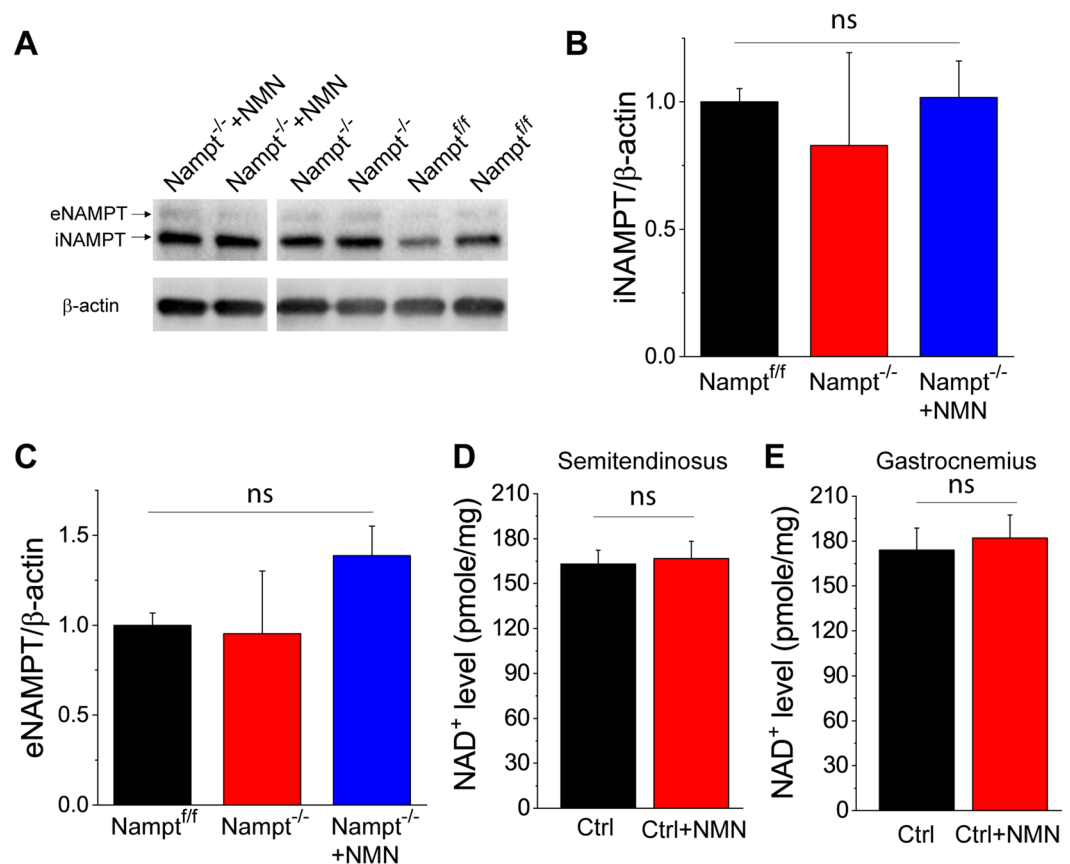 A
Nampt-/- +NMN
Nampt-/- +NMN
Nampt-/-
Nampt-/-
Namptf/f
Namptf/f
eNAMPT
iNAMPT
β-actin
B
ns
iNAMPT/β-actin
1.0
0.5
0.0
Namptf/f
Nampt-/-
Nampt-/-
+NMN
C
ns
eNAMPT/β-actin
1.5
1.0
0.5
0.0
Namptf/f
Nampt-/-
Nampt-/-
+NMN
D
Semitendinosus
ns
NAD+ level (pmole/mg)
210
180
150
120
90
60
30
0
Ctrl
Ctrl+NMN
E
Gastrocnemius
ns
NAD+ level (pmole/mg)
210
180
150
120
90
60
30
0
Ctrl
Ctrl+NMN